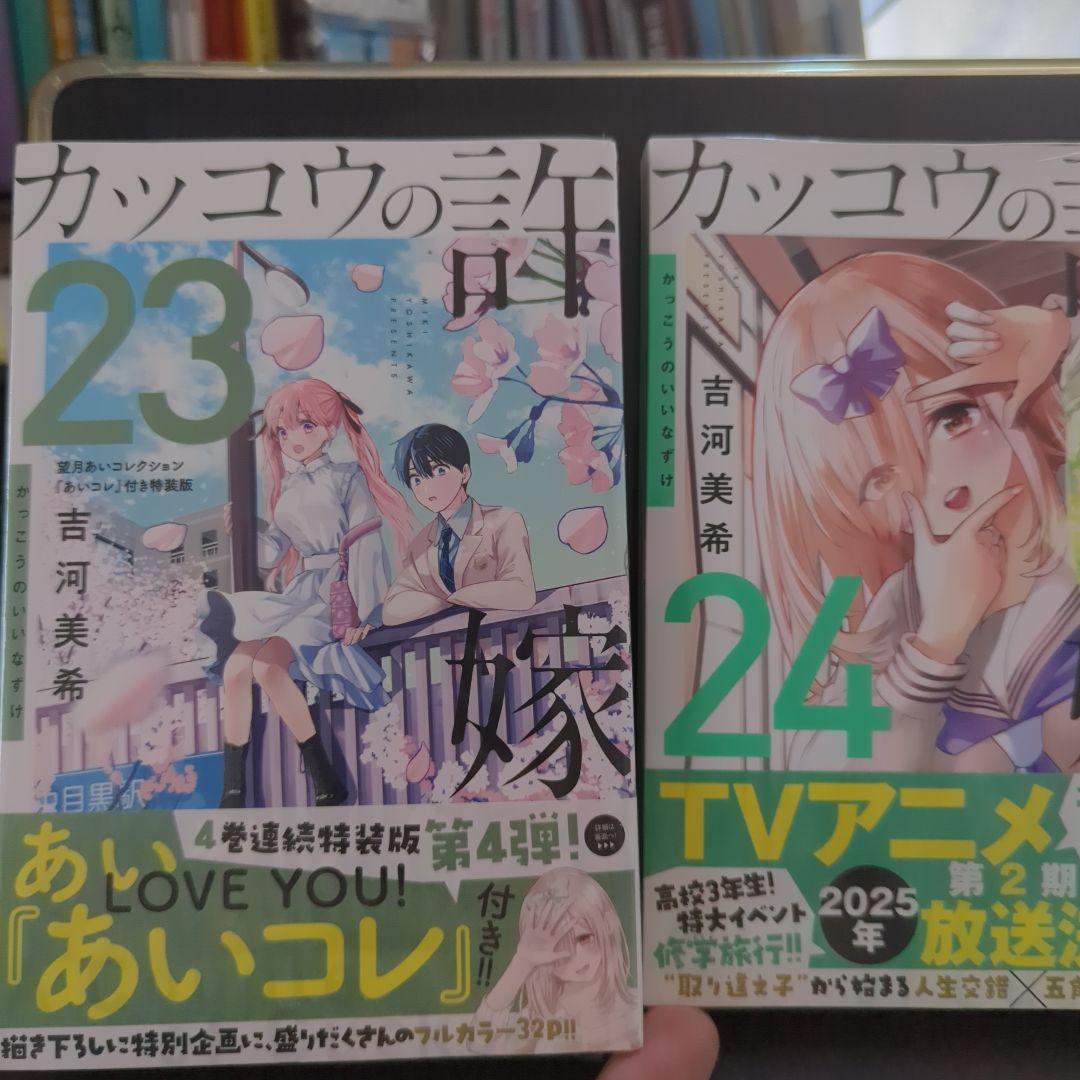 カッコウの許
嫁
23
MIKI
YOSHIKAWA
PRESENTS
望月あいコレクション
『あいコレ』付き特装版
吉河美希
かっこうのいいなずけ
4巻連続特装版 第4弾!
あい
LOVE YOU!
『あいコレ』
付き!!
描き下ろしに特別企画に、盛りだくさんのフルカラー32P!!
カッコウの
かっこうのいいなずけ
吉河美希
24
TVアニメ
第2期
2025年
放送
高校3年生!
特大イベント
修学旅行!!
"取り違え子"から始まる人生交錯×五角